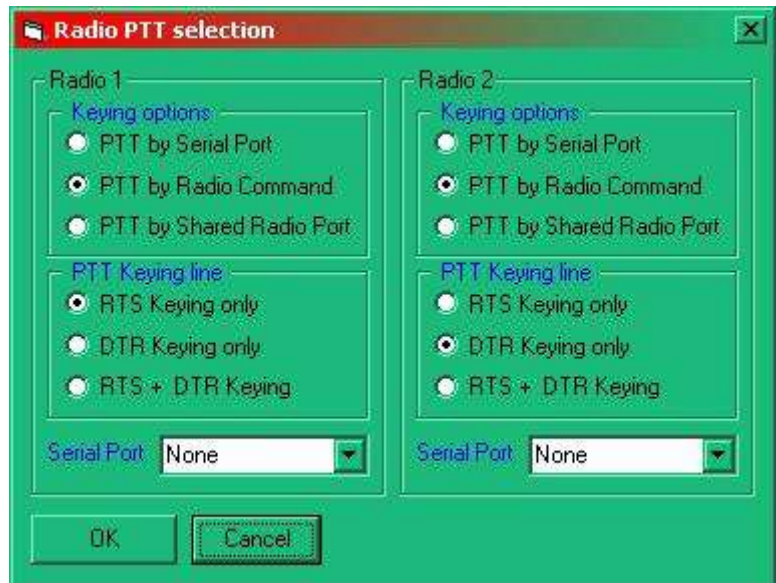 Radio PTT selection
Radio 1
Keying options
PTT by Serial Port
PTT by Radio Command
PTT by Shared Radio Port
PTT Keying line
RTS Keying only
DTR Keying only
RTS + DTR Keying
Serial Port None
Radio 2
Keying options
PTT by Serial Port
PTT by Radio Command
PTT by Shared Radio Port
PTT Keying line
RTS Keying only
DTR Keying only
RTS + DTR Keying
Serial Port None
OK
Cancel